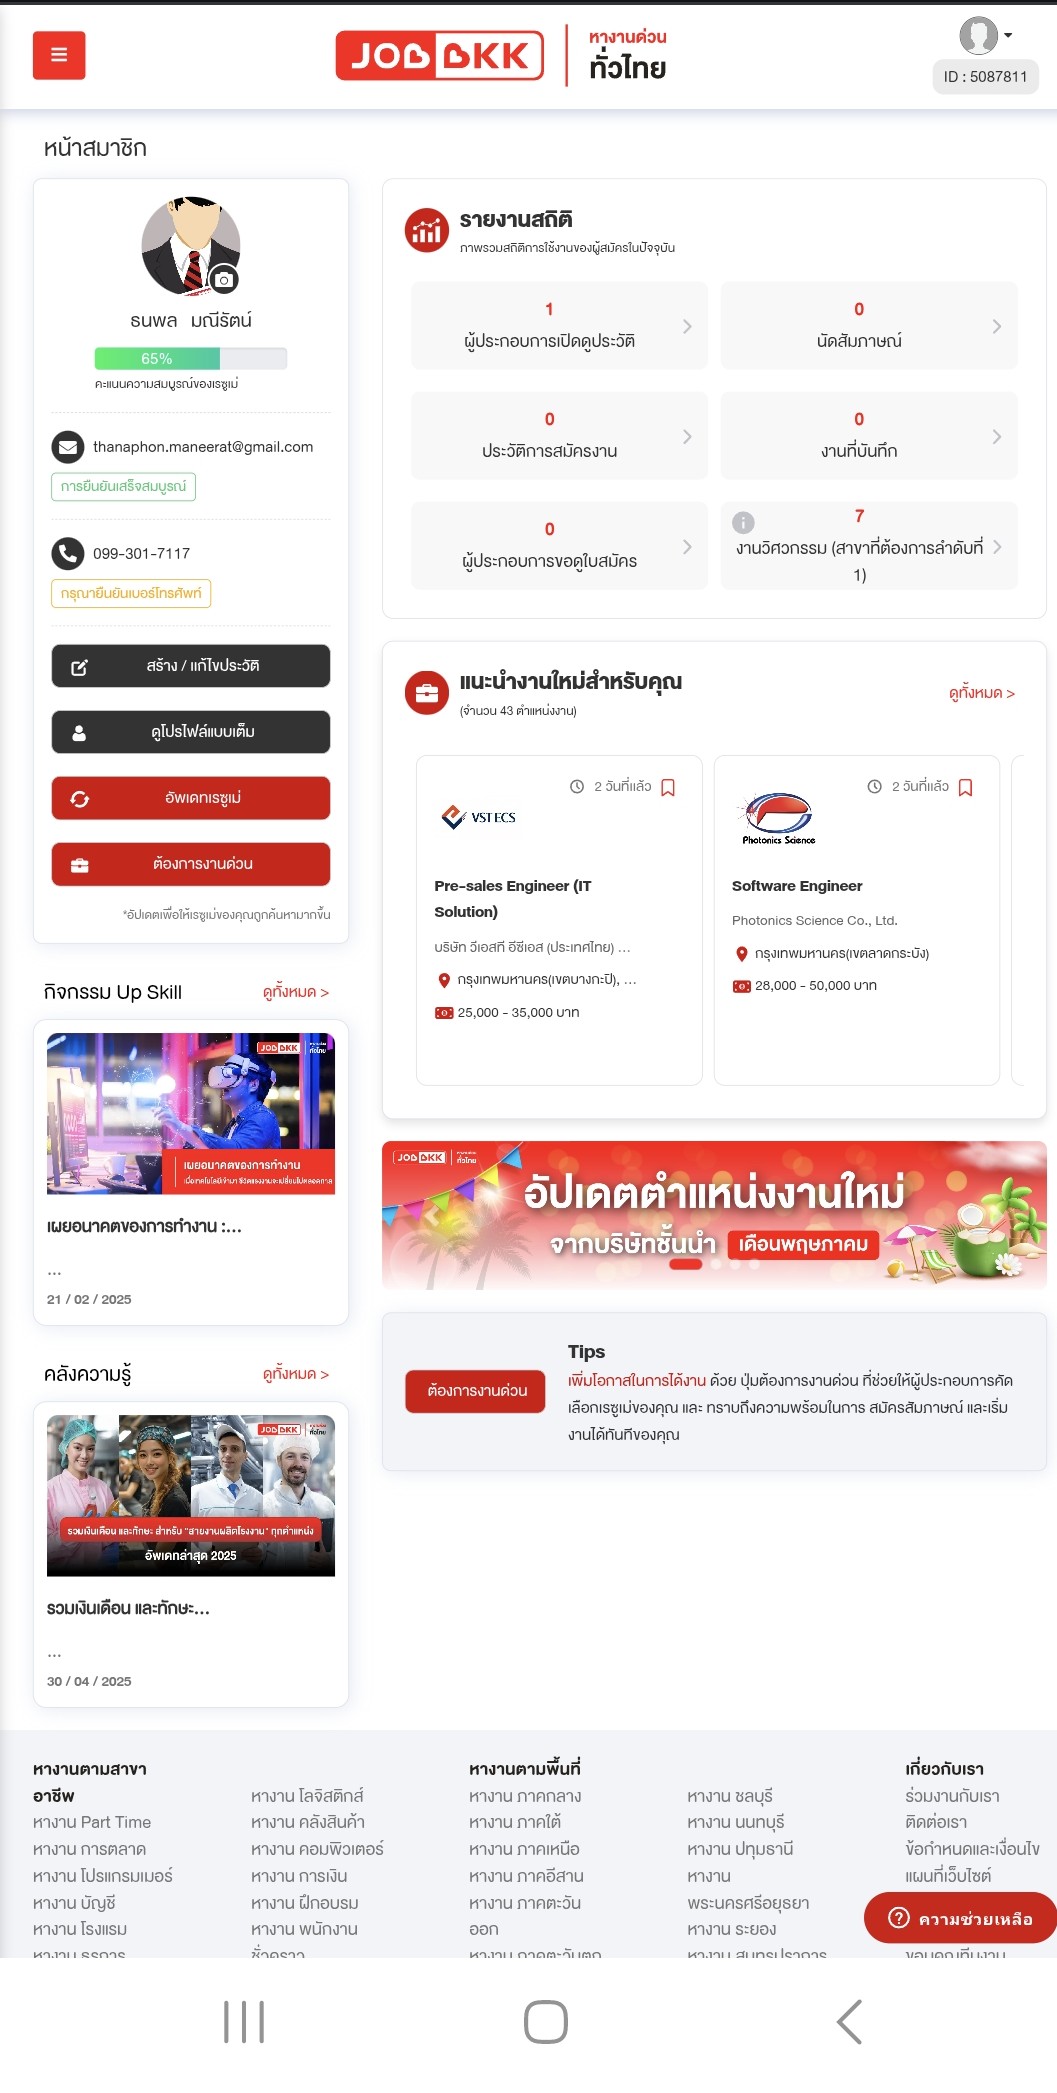 JOBBKK
หางานด่วน
ทั่วไทย
ID : 5087811
หน้าสมาชิก
ธนพล มณีรัตน์
65%
คะแนนความสมบูรณ์ของเรซูเม่
thanaphon.maneerat@gmail.com
การยืนยันเสร็จสมบูรณ์
099-301-7117
กรุณายืนยันเบอร์โทรศัพท์
สร้าง / แก้ไขประวัติ
ดูโปรไฟล์แบบเต็ม
อัพเดทเรซูเม่
ต้องการงานด่วน
*อัปเดตเพื่อให้เรซูเม่ของคุณถูกค้นหามากขึ้น
รายงานสถิติ
ภาพรวมสถิติการใช้งานของผู้สมัครในปัจจุบัน
1
ผู้ประกอบการเปิดดูประวัติ
0
นัดสัมภาษณ์
0
ประวัติการสมัครงาน
0
งานที่บันทึก
0
ผู้ประกอบการขอดูใบสมัคร
7
งานวิศวกรรม (สาขาที่ต้องการลำดับที่
1)
แนะนำงานใหม่สำหรับคุณ
(จำนวน 43 ตำแหน่งงาน)
ดูทั้งหมด >
2 วันที่แล้ว
VSTECS
Pre-sales Engineer (IT
Solution)
บริษัท วีเอสที อีซีเอส (ประเทศไทย) ...
กรุงเทพมหานคร(เขตบางกะปิ), ...
25,000 - 35,000 บาท
2 วันที่แล้ว
Photonics Science
Software Engineer
Photonics Science Co., Ltd.
กรุงเทพมหานคร(เขตลาดกระบัง)
28,000 - 50,000 บาท
กิจกรรม Up Skill
ดูทั้งหมด >
JOBBKK
ทั่วไทย
เผยอนาคตของการทำงาน
เผยอนาคตของการทำงาน :...
...
21 / 02 / 2025
JOBBKK
ทั่วไทย
อัปเดตตำแหน่งงานใหม่
จากบริษัทชั้นนำ เดือนพฤษภาคม
ต้องการงานด่วน
Tips
เพิ่มโอกาสในการได้งาน ด้วย ปุ่มต้องการงานด่วน ที่ช่วยให้ผู้ประกอบการคัด
เลือกเรซูเม่ของคุณ และ ทราบถึงความพร้อมในการ สมัครสัมภาษณ์ และเริ่ม
งานได้ทันทีของคุณ
คลังความรู้
ดูทั้งหมด >
JOBBKK
ทั่วไทย
รวมเงินเดือน และทักษะ สำหรับ "สายงานผลิตโรงงาน" ทุกตำแหน่ง
อัพเดทล่าสุด 2025
รวมเงินเดือน และทักษะ...
...
30 / 04 / 2025
หางานตามสาขา
อาชีพ
หางาน Part Time
หางาน การตลาด
หางาน โปรแกรมเมอร์
หางาน บัญชี
หางาน โรงแรม
หางาน ธุรการ
หางาน โลจิสติกส์
หางาน คลังสินค้า
หางาน คอมพิวเตอร์
หางาน การเงิน
หางาน ฝึกอบรม
หางาน พนักงาน
ชั่วคราว
หางานตามพื้นที่
หางาน ภาคกลาง
หางาน ภาคใต้
หางาน ภาคเหนือ
หางาน ภาคอีสาน
หางาน ภาคตะวัน
ออก
หางาน ภาคตะวันตก
หางาน ชลบุรี
หางาน นนทบุรี
หางาน ปทุมธานี
หางาน
พระนครศรีอยุธยา
หางาน ระยอง
หางาน สมุทรปราการ
เกี่ยวกับเรา
ร่วมงานกับเรา
ติดต่อเรา
ข้อกำหนดและเงื่อนไข
แผนที่เว็บไซต์
ความช่วยเหลือ
ขอบคุณทีมงาน